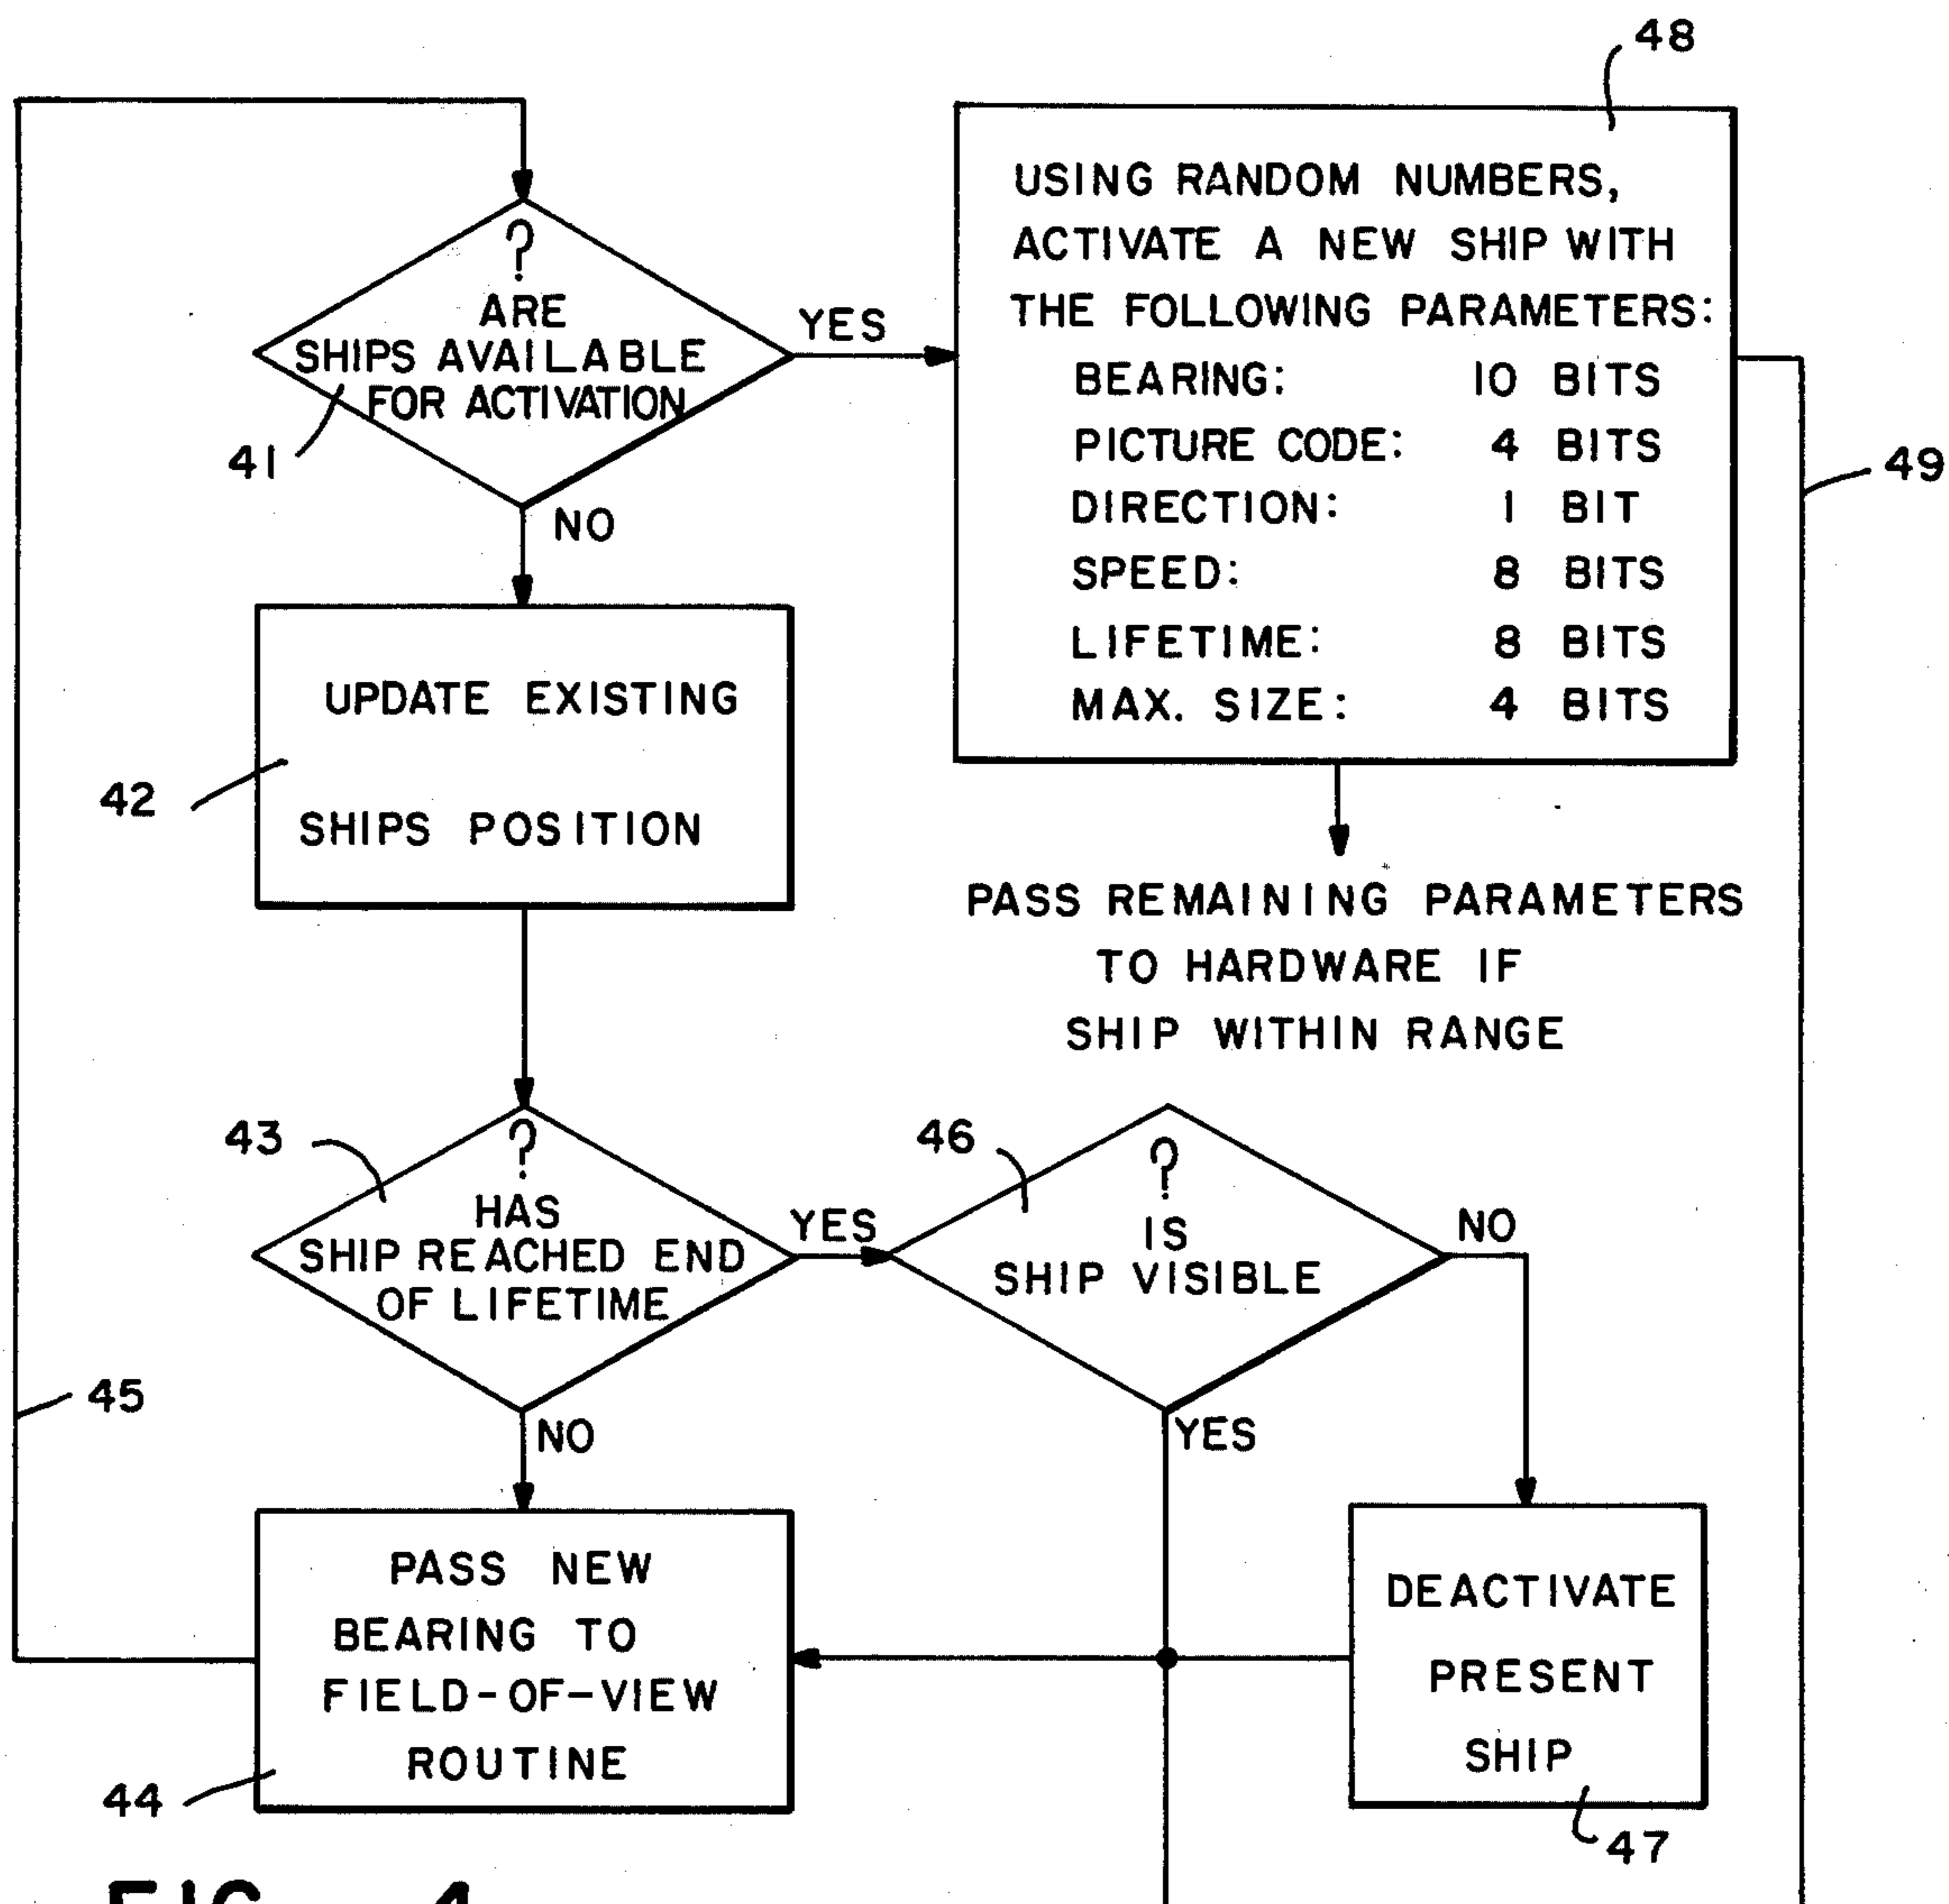 48
?
ARE
SHIPS AVAILABLE
FOR ACTIVATION
41
YES
NO
USING RANDOM NUMBERS,
ACTIVATE A NEW SHIP WITH
THE FOLLOWING PARAMETERS:
BEARING: 10 BITS
PICTURE CODE: 4 BITS
DIRECTION: 1 BIT
SPEED: 8 BITS
LIFETIME: 8 BITS
MAX. SIZE: 4 BITS
49
UPDATE EXISTING
SHIPS POSITION
42
PASS REMAINING PARAMETERS
TO HARDWARE IF
SHIP WITHIN RANGE
43
?
HAS
SHIP REACHED END
OF LIFETIME
YES
NO
46
?
IS
SHIP VISIBLE
NO
YES
45
PASS NEW
BEARING TO
FIELD-OF-VIEW
ROUTINE
44
DEACTIVATE
PRESENT
SHIP
47
FIG. 4